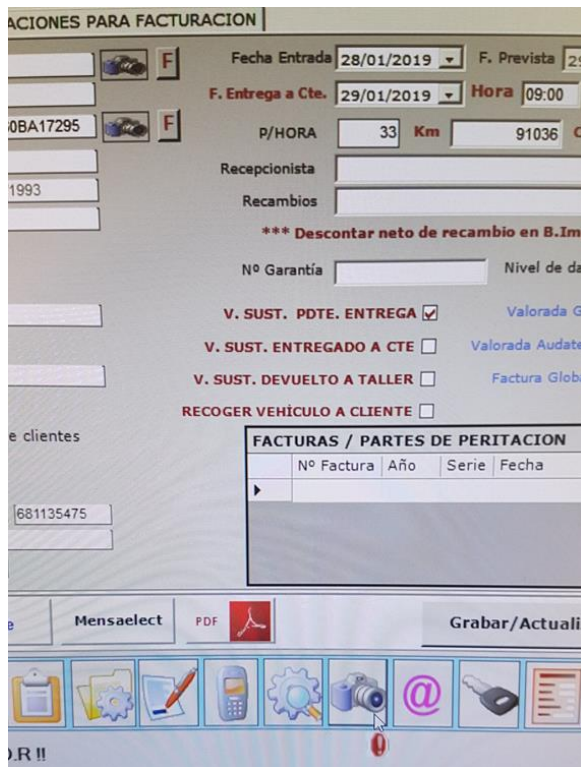 ACIONES PARA FACTURACION
F Fecha Entrada 28/01/2019 F. Prevista 29
F. Entrega a Cte. 29/01/2019 Hora 09:00
0BA17295 F P/HORA 33 Km 91036
Recepcionista
1993
Recambios
*** Descontar neto de recambio en B.Im
Nº Garantía Nivel de da
V. SUST. PDTE. ENTREGA Valorada G
V. SUST. ENTREGADO A CTE Valorada Audate
V. SUST. DEVUELTO A TALLER Factura Globa
RECOGER VEHÍCULO A CLIENTE
e clientes
FACTURAS / PARTES DE PERITACION
Nº Factura Año Serie Fecha
681135475
e Mensaelect PDF Grabar/Actuali
@
O.R !!